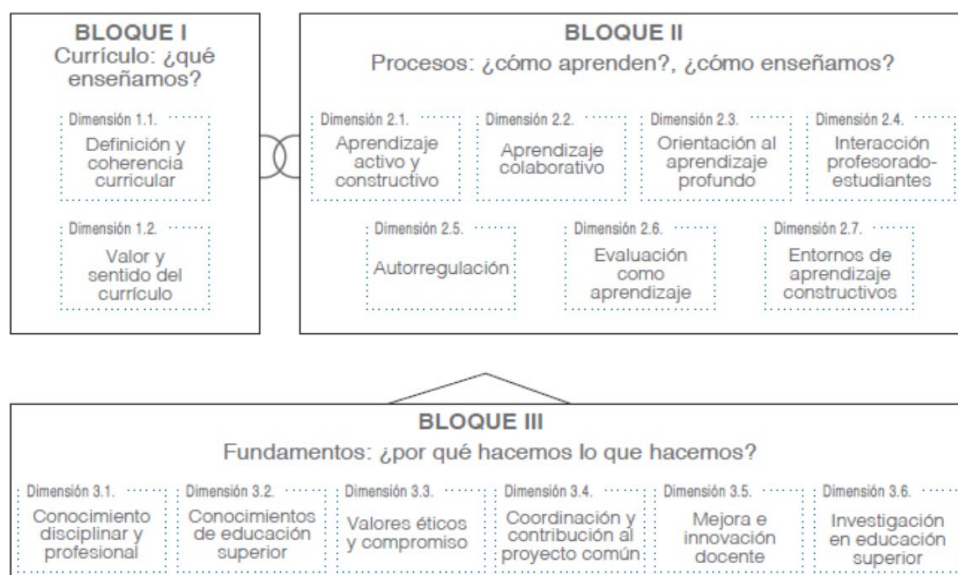 BLOQUE I
Currículo: ¿qué
enseñamos?
Dimensión 1.1.
Definición y
coherencia
curricular
Dimensión 1.2.
Valor y
sentido del
currículo
BLOQUE II
Procesos: ¿cómo aprenden?, ¿cómo enseñamos?
Dimensión 2.1.
Aprendizaje
activo y
constructivo
Dimensión 2.2.
Aprendizaje
colaborativo
Dimensión 2.3.
Orientación al
aprendizaje
profundo
Dimensión 2.4.
Interacción
profesorado-
estudiantes
Dimensión 2.5.
Autorregulación
Dimensión 2.6.
Evaluación
como
aprendizaje
Dimensión 2.7.
Entornos de
aprendizaje
constructivos
BLOQUE III
Fundamentos: ¿por qué hacemos lo que hacemos?
Dimensión 3.1.
Conocimiento
disciplinar y
profesional
Dimensión 3.2.
Conocimientos
de educación
superior
Dimensión 3.3.
Valores éticos
y compromiso
Dimensión 3.4.
Coordinación y
contribución al
proyecto común
Dimensión 3.5.
Mejora e
innovación
docente
Dimensión 3.6.
Investigación
en educación
superior